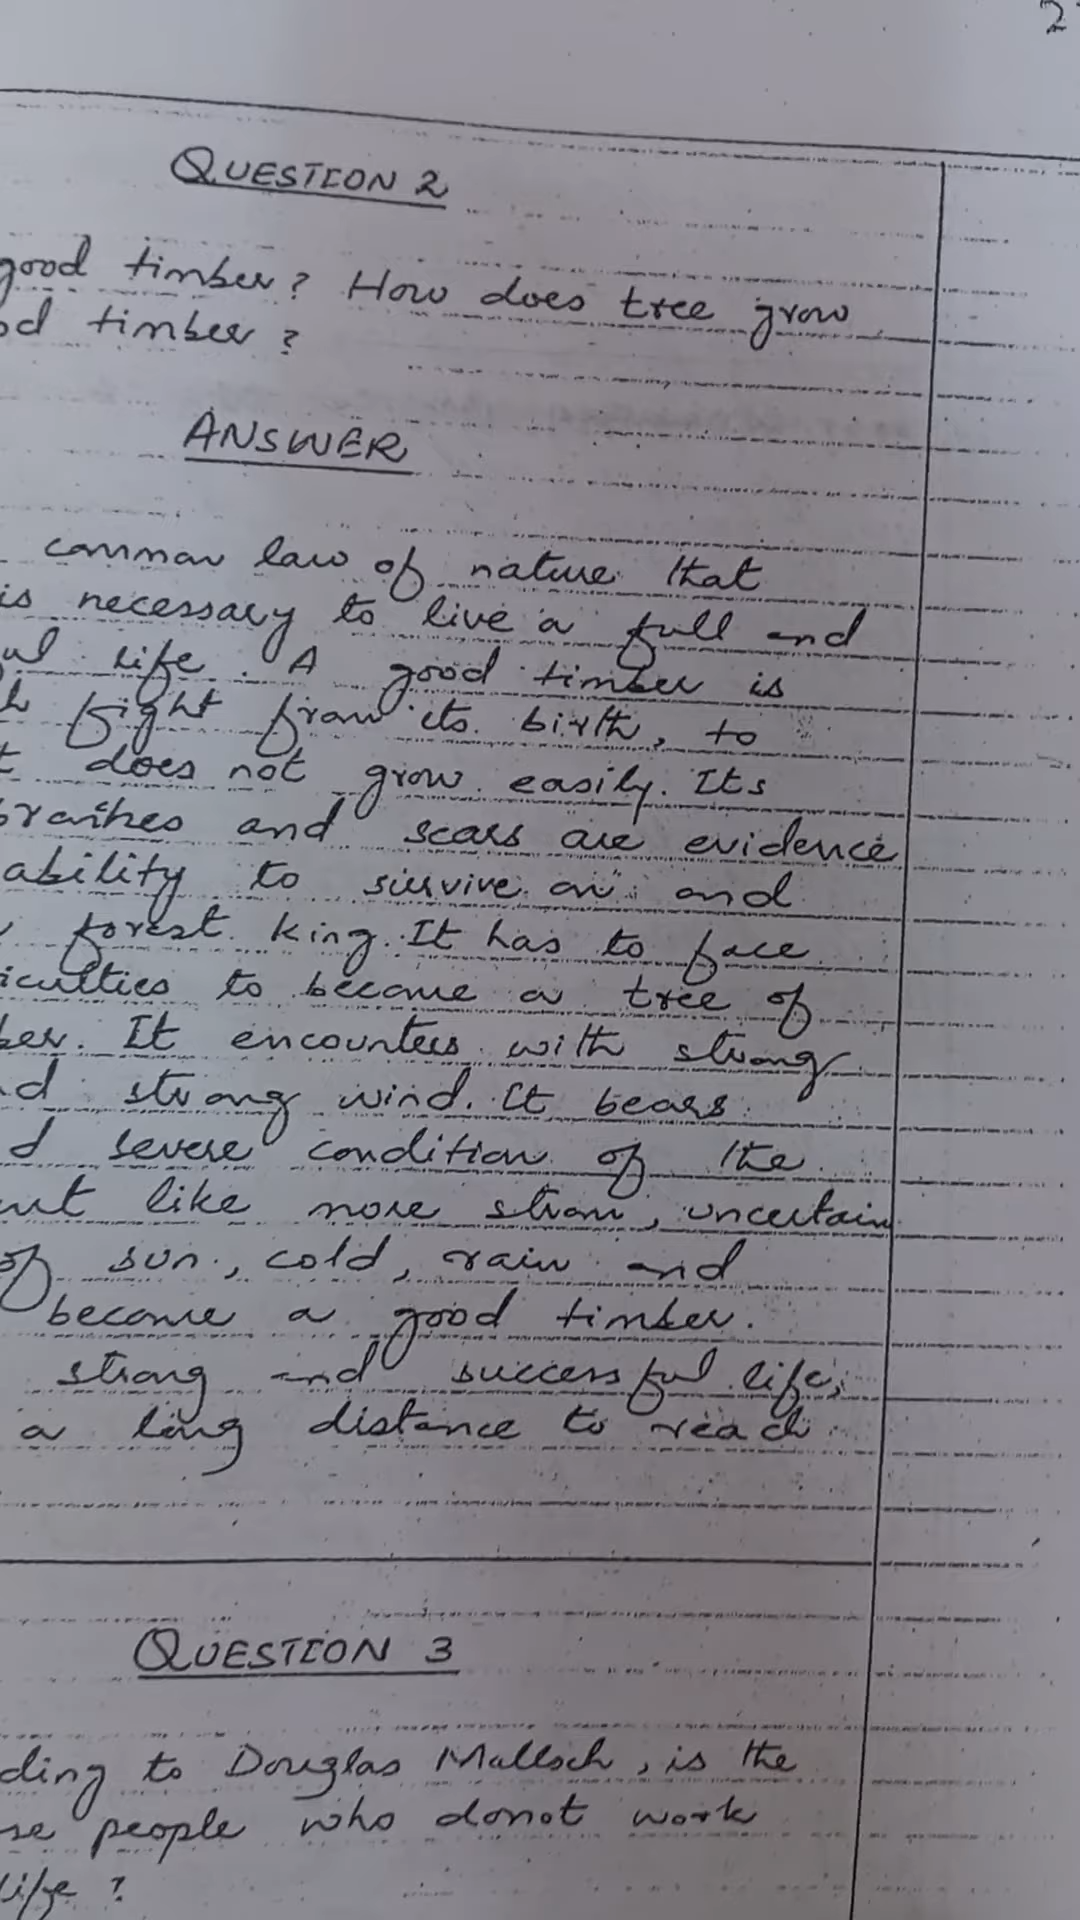 2
QUESTION 2
good timber? How does tree grow
od timber?
ANSWER
common law of nature that
is necessary to live a full and
ul life. A good timber is
fight from its birth, to
t does not grow easily. Its
and scars are evidence
ability to survive on and
forest king. It has to face
iculties to become a tree of
ber. It encounters with strong
nd strong wind. It bears
d severe condition of the
like more strom, uncertain
of sun, cold, rain and
become a good timber.
strong and successful life,
a long distance to reach
QUESTION 3
ding to Douglas Malloch, is the
se people who donot work
life?